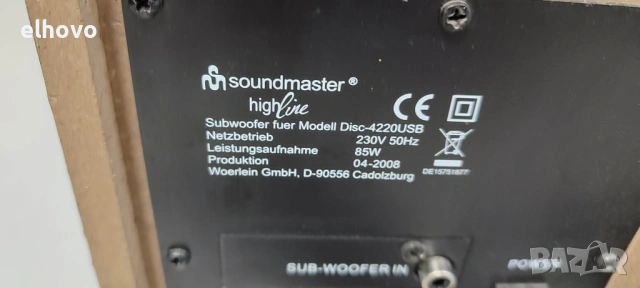 elhovo
soundmaster ®
highline
CE
Subwoofer fuer Modell Disc-4220USB
Netzbetrieb 230V 50Hz
Leistungsaufnahme 85W
Produktion 04-2008
Woerlein GmbH, D-90556 Cadolzburg
DE15751877
SUB-WOOFER IN
POWER
BAZAR